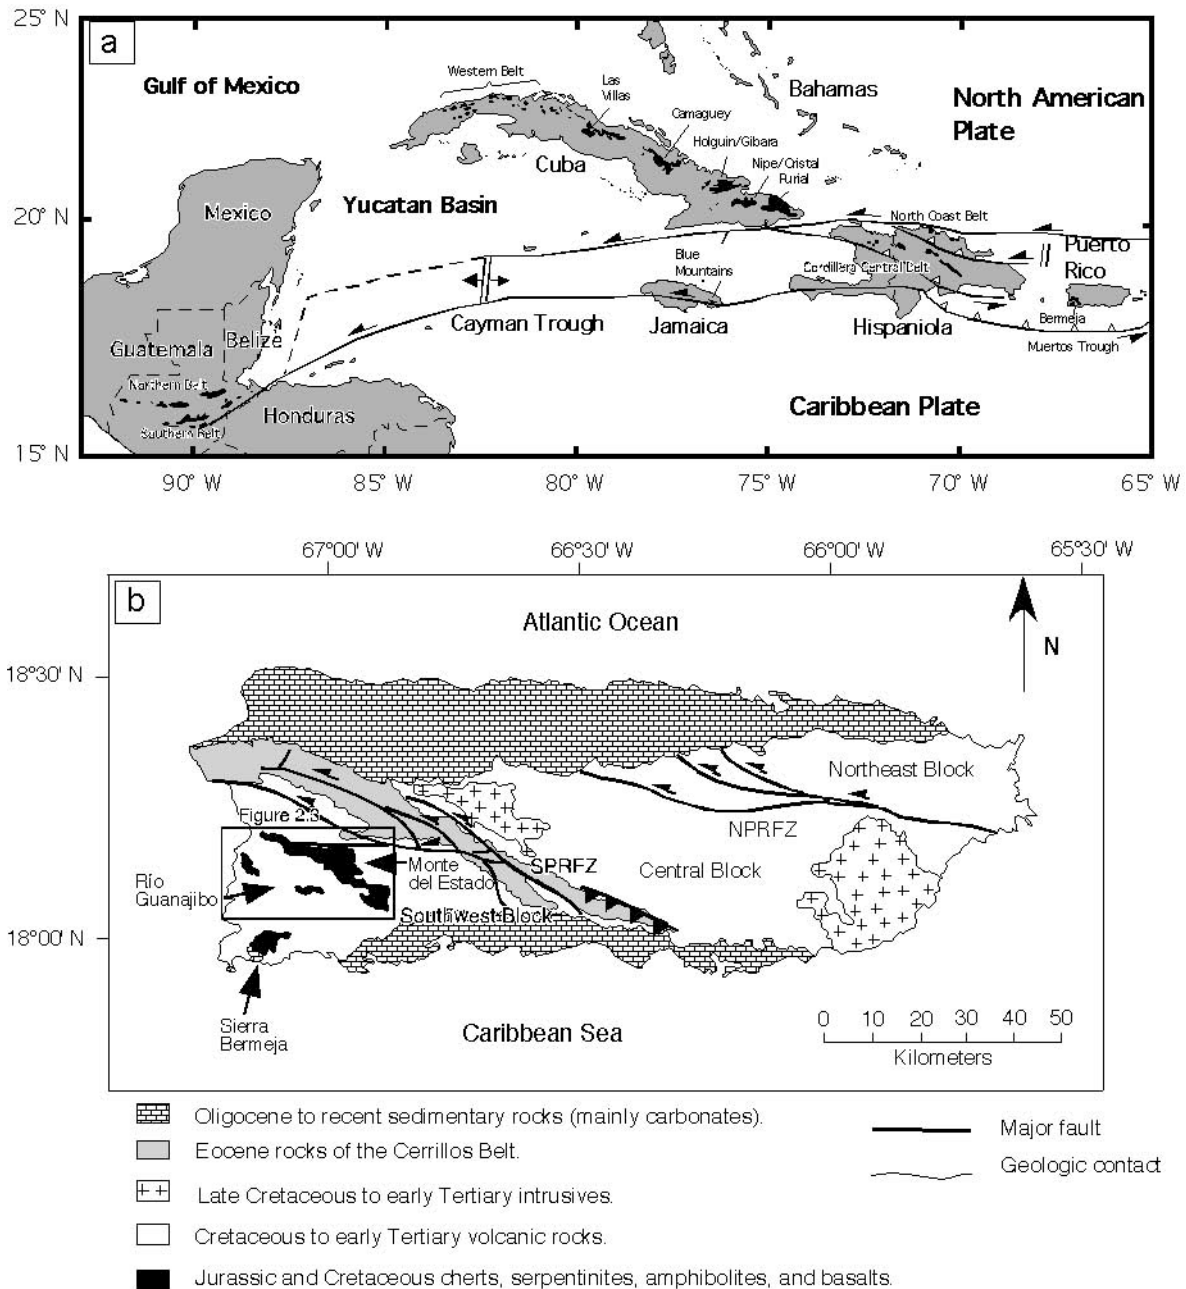 25° N
a
Gulf of Mexico
Western Belt
Las
Villas
Camaguey
Bahamas
North American
Plate
Holguin/Gibara
Cuba
Nipe/Cristal
Purial
20° N
Mexico
Yucatan Basin
North Coast Belt
Puerto
Rico
Blue
Mountains
Cordillera Central Belt
Cayman Trough
Jamaica
Hispaniola
Bermeja
Muertos Trough
Guatemala
Belize
Northern Belt
Honduras
Southern Belt
Caribbean Plate
15° N
90° W
85° W
80° W
75° W
70° W
65° W
67°00' W
66°30' W
66°00' W
65°30' W
b
Atlantic Ocean
N
18°30' N
Northeast Block
Figure 2.3
NPRFZ
Monte
del Estado
SPRFZ
Central Block
Río
Guanajibo
Southwest Block
18°00' N
Sierra
Bermeja
Caribbean Sea
0 10 20 30 40 50
Kilometers
Oligocene to recent sedimentary rocks (mainly carbonates).
Eocene rocks of the Cerrillos Belt.
Late Cretaceous to early Tertiary intrusives.
Cretaceous to early Tertiary volcanic rocks.
Jurassic and Cretaceous cherts, serpentinites, amphibolites, and basalts.
Major fault
Geologic contact